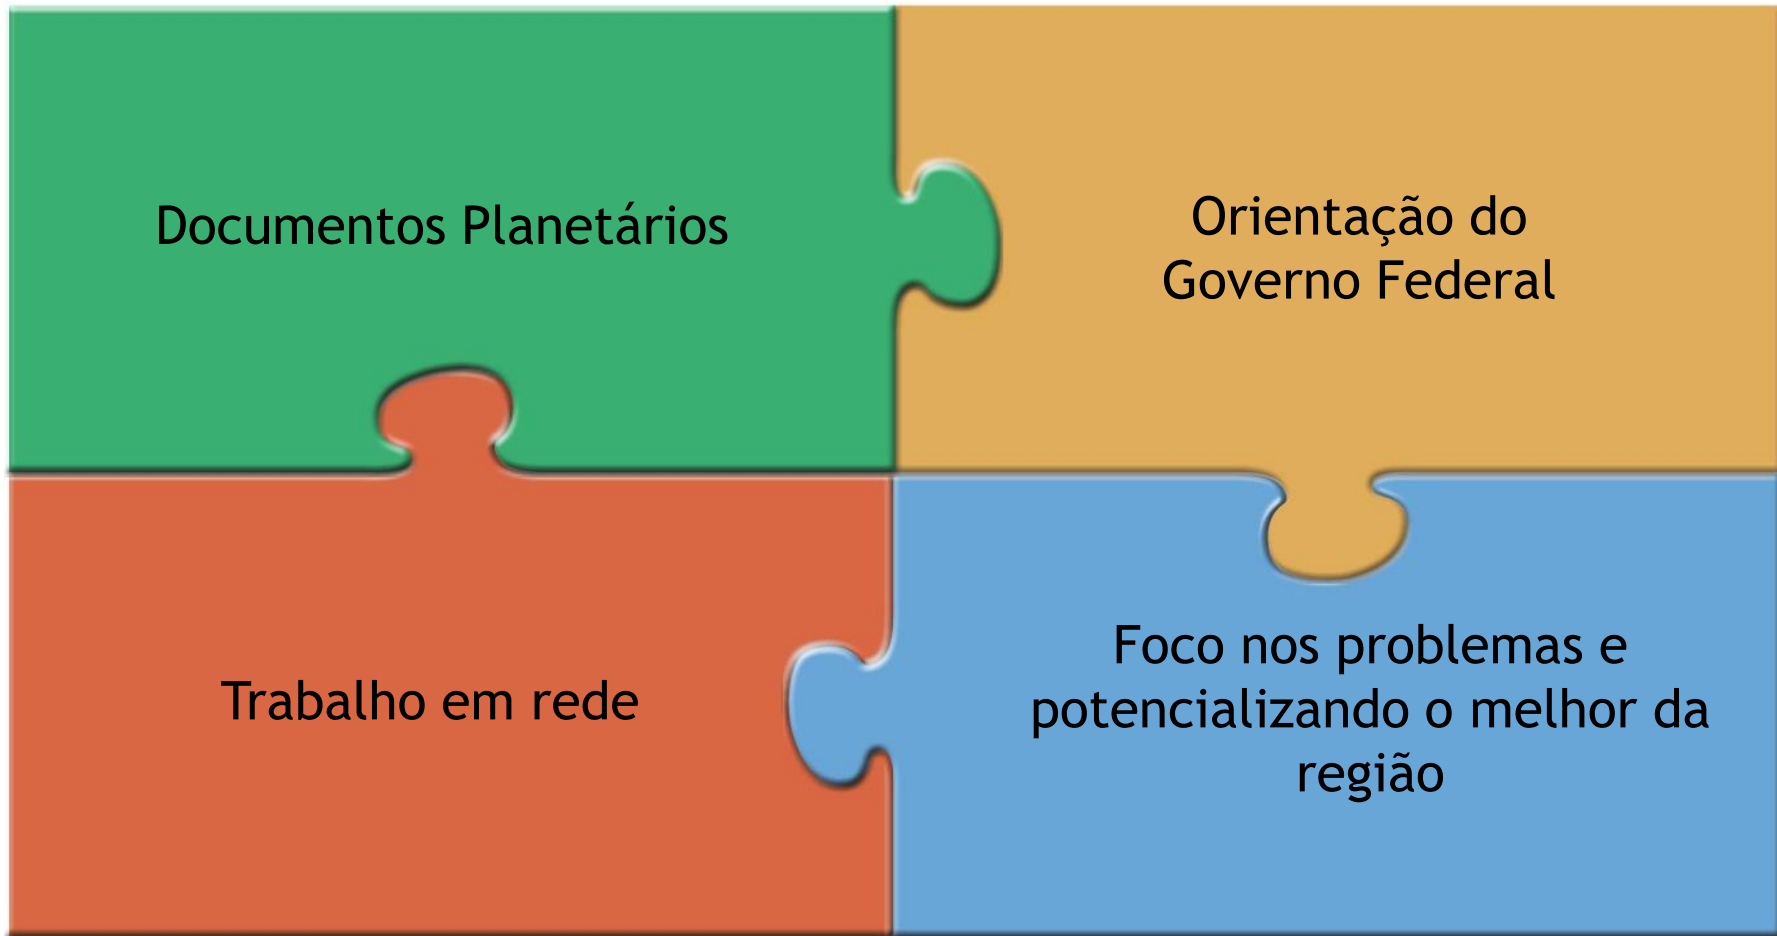 Documentos Planetários
Orientação do
Governo Federal
Trabalho em rede
Foco nos problemas e
potencializando o melhor da
região